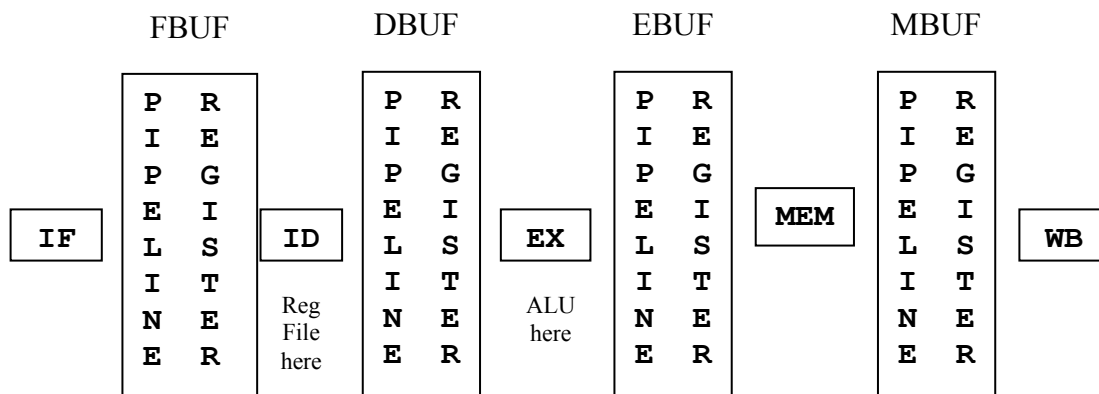 FBUF DBUF EBUF MBUF
P R P R P R P R
I E I E I E I E
P G P G P G P G
E I E I E I E I
L S L S L S L S
I T I T I T I T
N E N E N E N E
E R E R E R E R
IF ID EX MEM WB
Reg
File
here
ALU
here